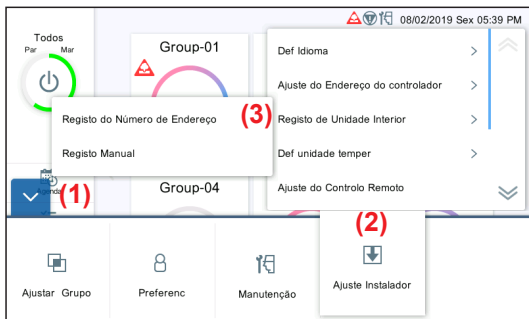 08/02/2019 Sex 05:39 PM
Todos
Par Mar
Group-01
Def Idioma >
Ajuste do Endereço do controlador >
Registo do Número de Endereço (3) Registo de Unidade Interior >
Registo Manual
Def unidade temper >
Agenda (1)
Group-04
Ajuste do Controlo Remoto
(2)
Ajustar Grupo
Preferenc
Manutenção
Ajuste Instalador